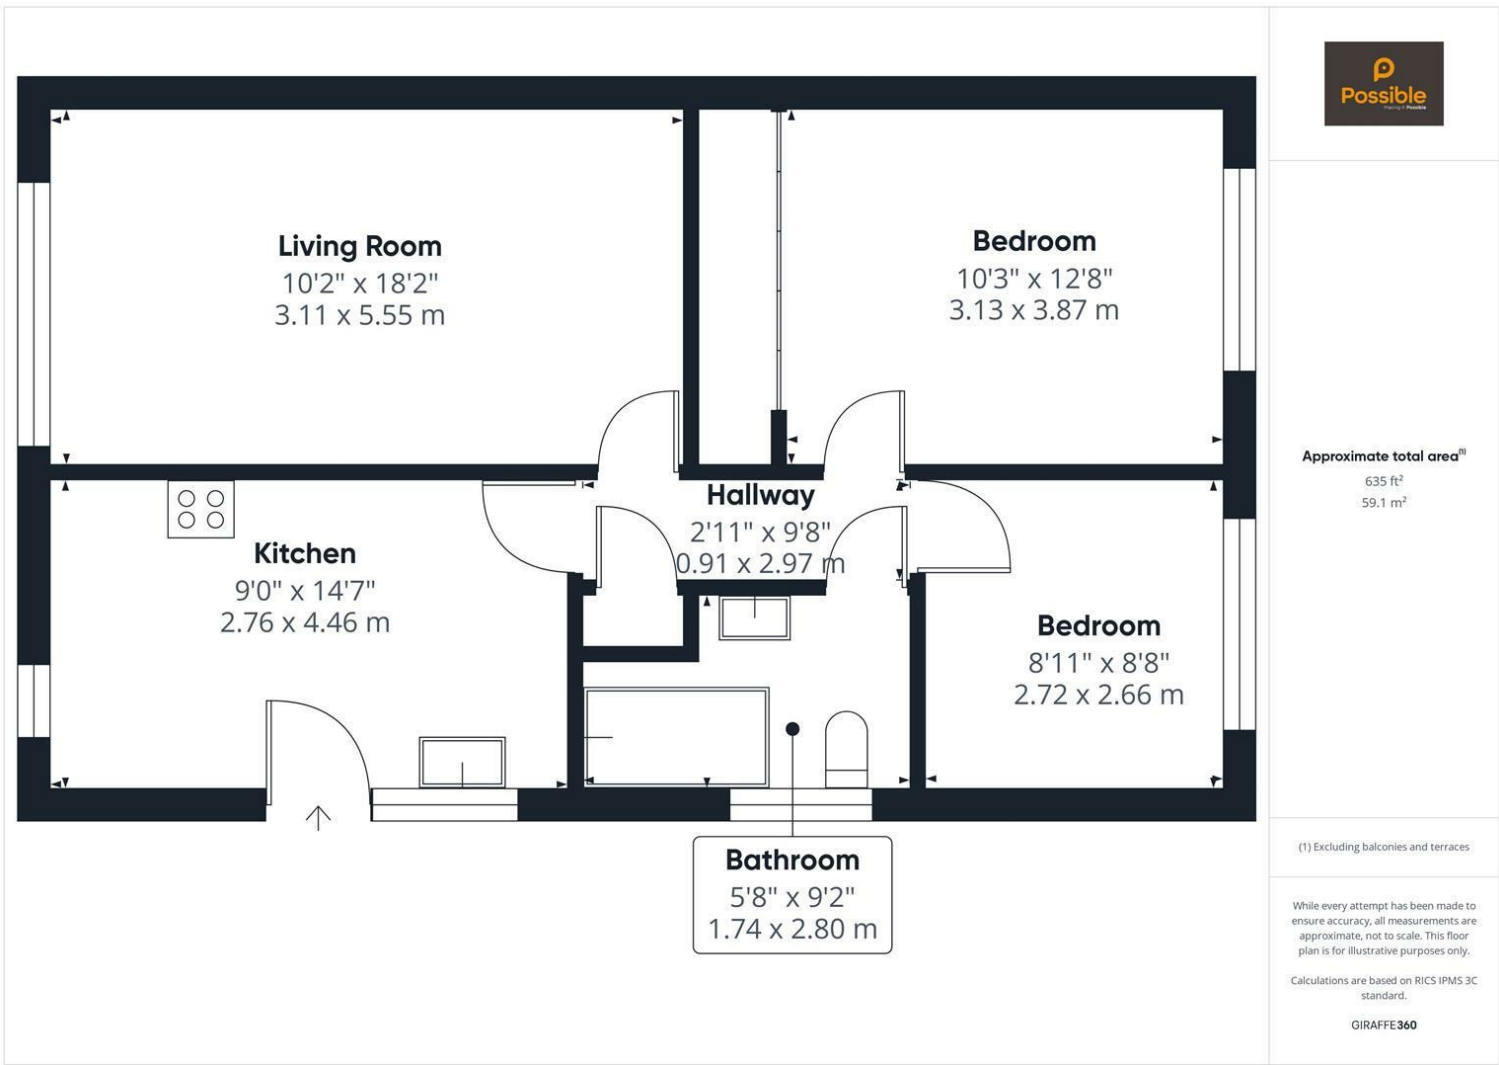 Living Room
10'2" x 18'2"
3.11 x 5.55 m
Bedroom
10'3" x 12'8"
3.13 x 3.87 m
Hallway
2'11" x 9'8"
0.91 x 2.97 m
Kitchen
9'0" x 14'7"
2.76 x 4.46 m
Bedroom
8'11" x 8'8"
2.72 x 2.66 m
Bathroom
5'8" x 9'2"
1.74 x 2.80 m
Possible
Approximate total area(1)
635 ft²
59.1 m²
(1) Excluding balconies and terraces
While every attempt has been made to
ensure accuracy, all measurements are
approximate, not to scale. This floor
plan is for illustrative purposes only.
Calculations are based on RICS IPMS 3C
standard.
GIRAFFE360